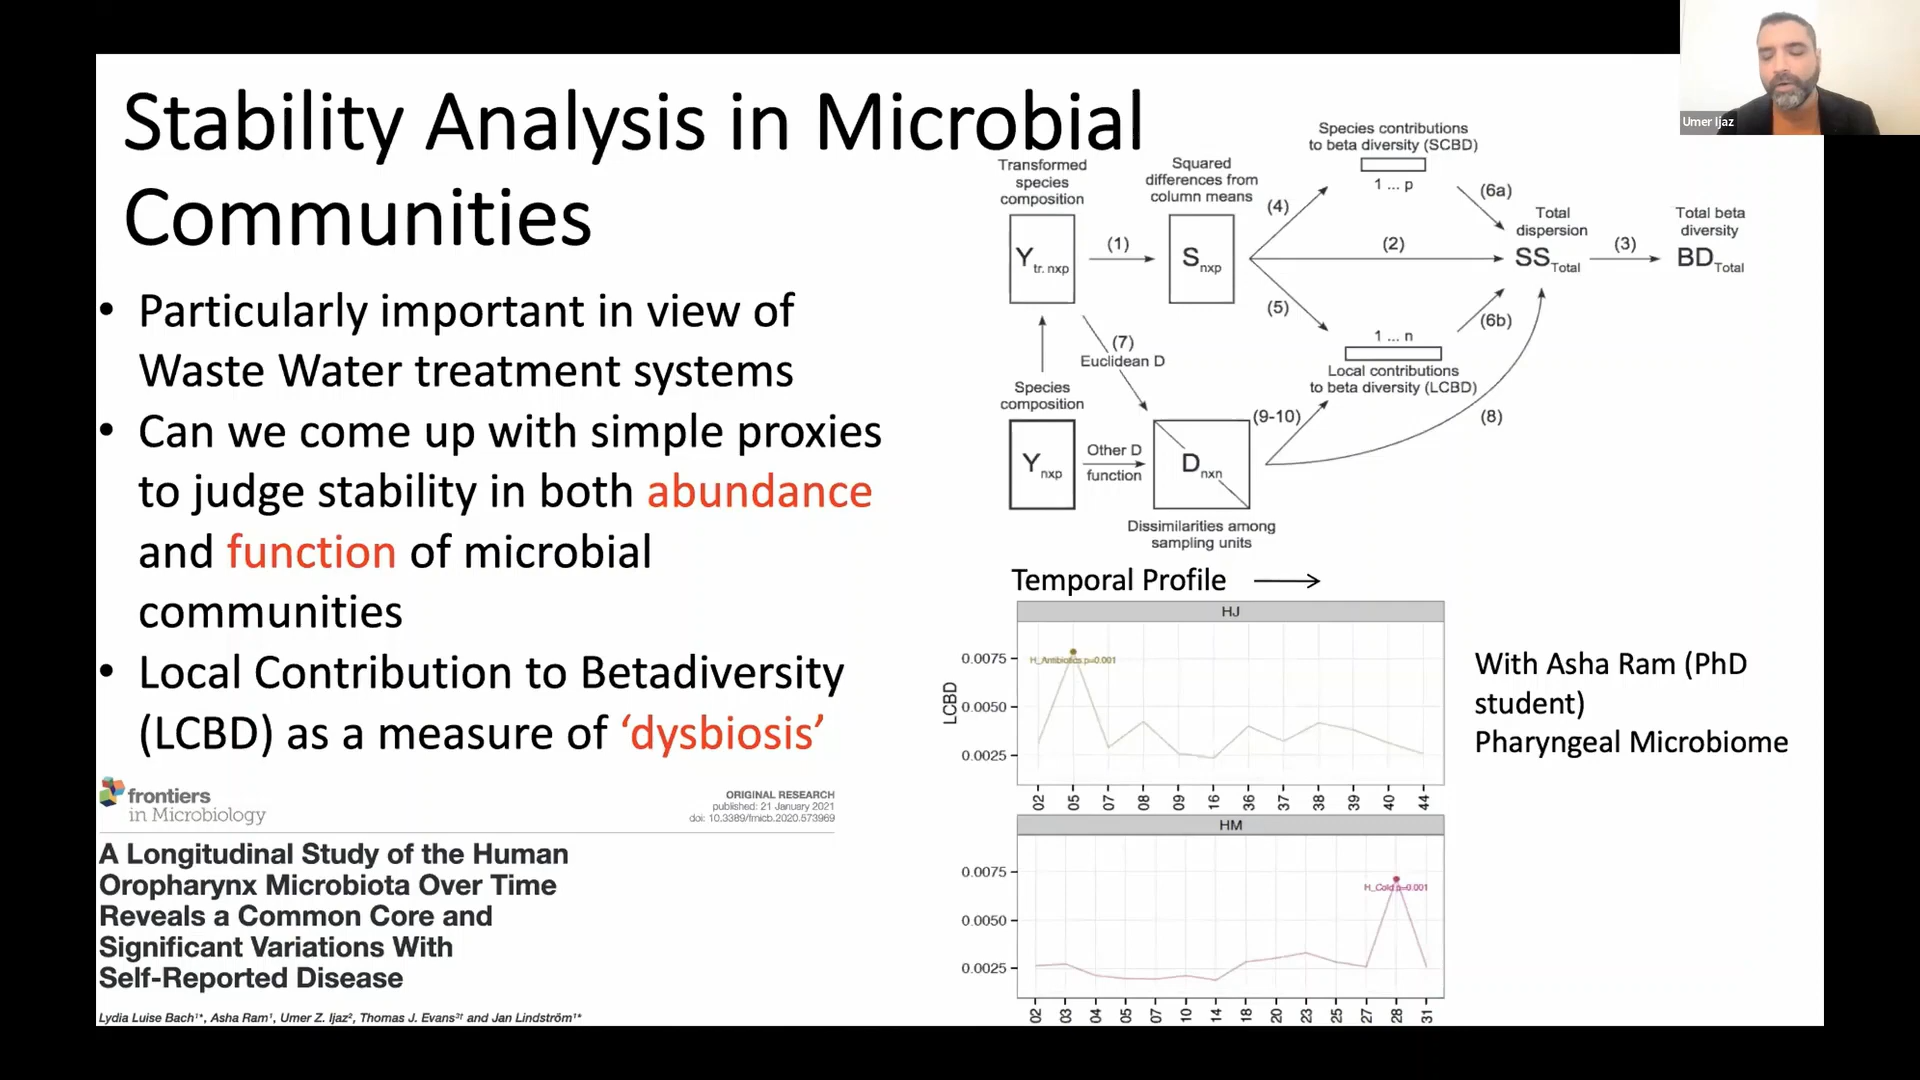 Stability Analysis in Microbial
Communities
• Particularly important in view of
Waste Water treatment systems
• Can we come up with simple proxies
to judge stability in both abundance
and function of microbial
communities
• Local Contribution to Betadiversity
(LCBD) as a measure of ‘dysbiosis’
frontiers
in Microbiology
ORIGINAL RESEARCH
published: 21 January 2021
doi: 10.3389/fmicb.2020.573969
A Longitudinal Study of the Human
Oropharynx Microbiota Over Time
Reveals a Common Core and
Significant Variations With
Self-Reported Disease
Lydia Luise Bach¹*, Asha Ram¹, Umer Z. Ijaz², Thomas J. Evans³† and Jan Lindström¹*
Umer Ijaz
Species contributions
to beta diversity (SCBD)
1 ... p
Transformed
species
composition
Squared
differences from
column means
(4)
(6a)
Total
dispersion
Total beta
diversity
Y tr. nxp
(1)
S nxp
(2)
SS Total
(3)
BD Total
(5)
(6b)
1 ... n
(7)
Euclidean D
Local contributions
to beta diversity (LCBD)
Species
composition
(9-10)
(8)
Y nxp
Other D
function
D nxn
Dissimilarities among
sampling units
Temporal Profile
HJ
H_Antibiotics p=0.001
LCBD
0.0075
0.0050
0.0025
02 05 07 08 09 16 36 37 38 39 40 44
HM
H_Cold p=0.001
0.0075
0.0050
0.0025
02 03 04 05 07 10 14 18 20 23 25 27 28 31
With Asha Ram (PhD
student)
Pharyngeal Microbiome